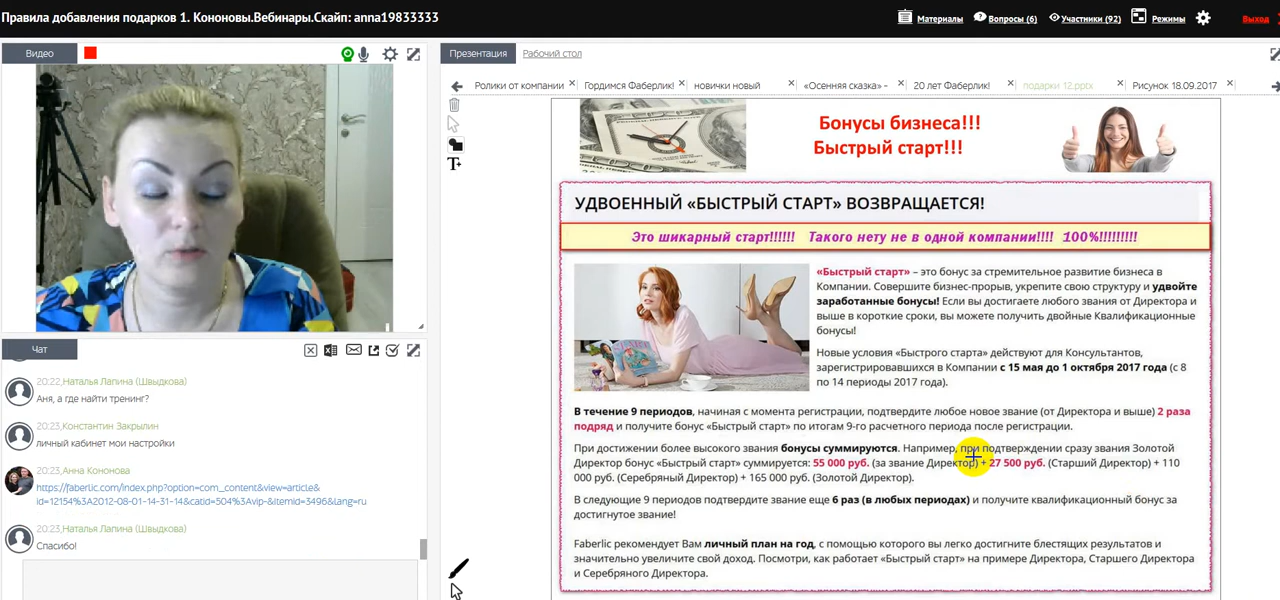 Правила добавления подарков 1. Кононовы.Вебинары.Скайп: anna19833333
Материалы
Вопросы (6)
Участники (92)
Режимы
Выход
Видео
Презентация
Рабочий стол
Ролики от компании
Гордимся Фаберлик!
новички новый
«Осенняя сказка» -
20 лет Фаберлик!
подарки 12.pptx
Рисунок 18.09.2017
Бонусы бизнеса!!!
Быстрый старт!!!
УДВОЕННЫЙ «БЫСТРЫЙ СТАРТ» ВОЗВРАЩАЕТСЯ!
Это шикарный старт!!!!!! Такого нету не в одной компании!!!! 100%!!!!!!!!!
«Быстрый старт» – это бонус за стремительное развитие бизнеса в
Компании. Совершите бизнес-прорыв, укрепите свою структуру и удвойте
заработанные бонусы! Если вы достигаете любого звания от Директора и
выше в короткие сроки, вы можете получить двойные Квалификационные
бонусы!
Новые условия «Быстрого старта» действуют для Консультантов,
зарегистрировавшихся в Компании с 15 мая до 1 октября 2017 года (с 8
по 14 периоды 2017 года).
В течение 9 периодов, начиная с момента регистрации, подтвердите любое новое звание (от Директора и выше) 2 раза
подряд и получите бонус «Быстрый старт» по итогам 9-го расчетного периода после регистрации.
При достижении более высокого звания бонусы суммируются. Например, при подтверждении сразу звания Золотой
Директор бонус «Быстрый старт» суммируется: 55 000 руб. (за звание Директор) + 27 500 руб. (Старший Директор) + 110
000 руб. (Серебряный Директор) + 165 000 руб. (Золотой Директор).
В следующие 9 периодов подтвердите звание еще 6 раз (в любых периодах) и получите квалификационный бонус за
достигнутое звание!
Faberlic рекомендует Вам личный план на год, с помощью которого вы легко достигните блестящих результатов и
значительно увеличите свой доход. Посмотри, как работает «Быстрый старт» на примере Директора, Старшего Директора
и Серебряного Директора.
Чат
20:22, Наталья Лапина (Швыдкова)
Аня, а где найти тренинг?
20:23, Константин Закрылин
личный кабинет мои настройки
20:23, Анна Кононова
https://faberlic.com/index.php?option=com_content&view=article&
id=12154%3A2012-08-01-14-31-14&catid=504%3Avip-&Itemid=3496&lang=ru
20:23, Наталья Лапина (Швыдкова)
Спасибо!